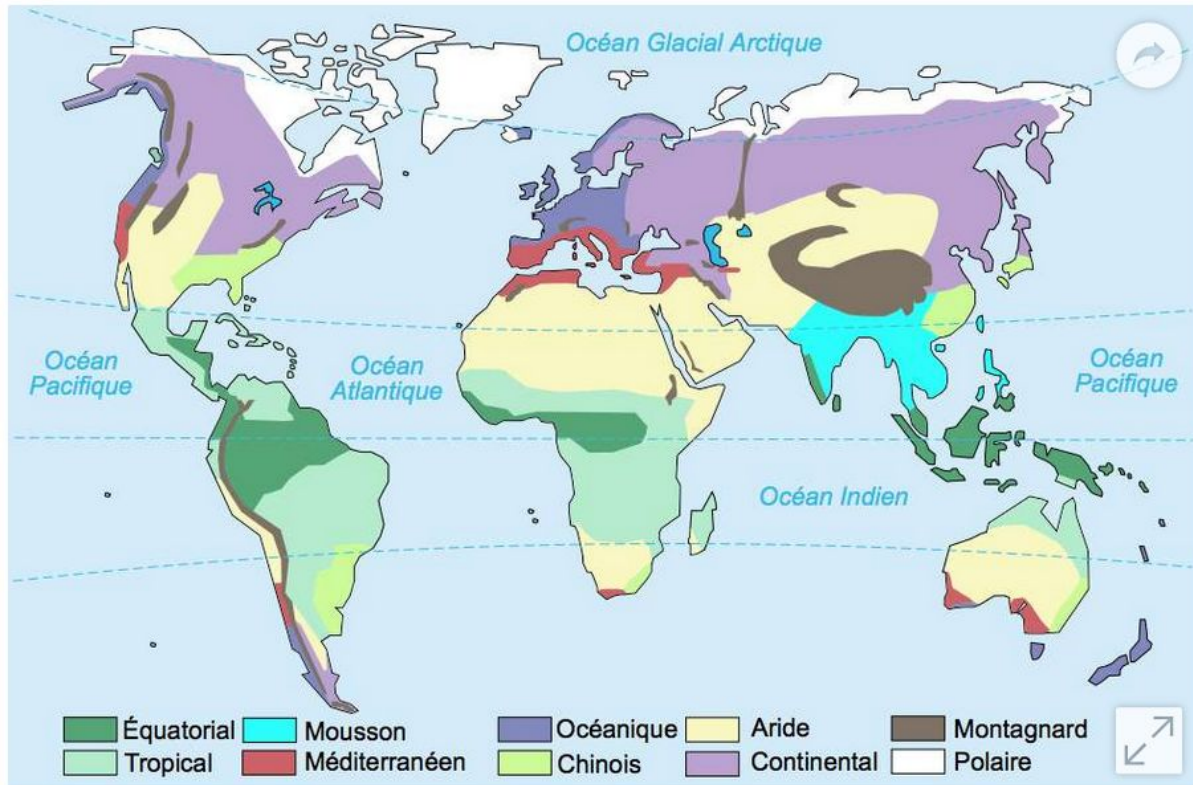 Océan Glacial Arctique
Océan
Pacifique
Océan
Atlantique
Océan
Pacifique
Océan Indien
Équatorial
Mousson
Océanique
Aride
Montagnard
Tropical
Méditerranéen
Chinois
Continental
Polaire